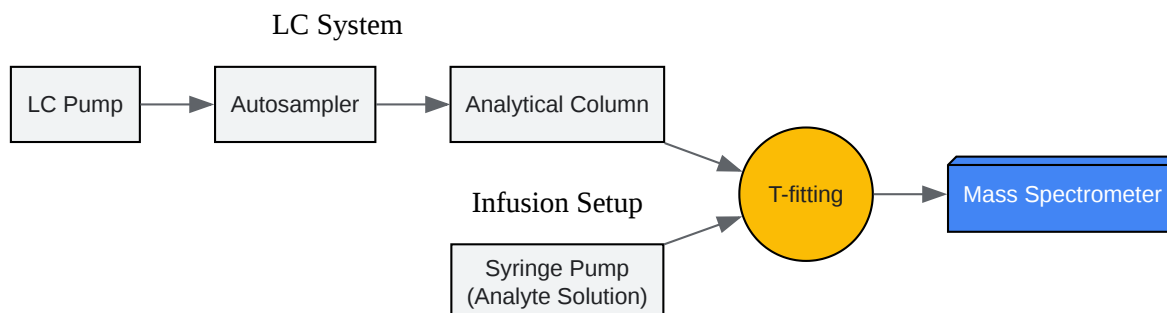 LC System
LC Pump
Autosampler
Analytical Column
T-fitting
Mass Spectrometer
Infusion Setup
Syringe Pump
(Analyte Solution)